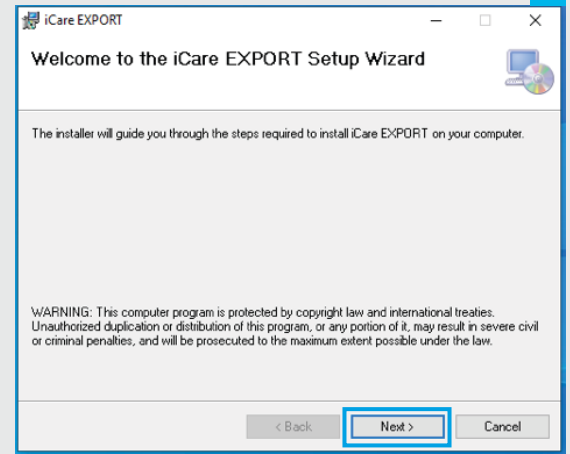 iCare EXPORT
Welcome to the iCare EXPORT Setup Wizard
The installer will guide you through the steps required to install iCare EXPORT on your computer.
WARNING: This computer program is protected by copyright law and international treaties.
Unauthorized duplication or distribution of this program, or any portion of it, may result in severe civil
or criminal penalties, and will be prosecuted to the maximum extent possible under the law.
< Back
Next >
Cancel